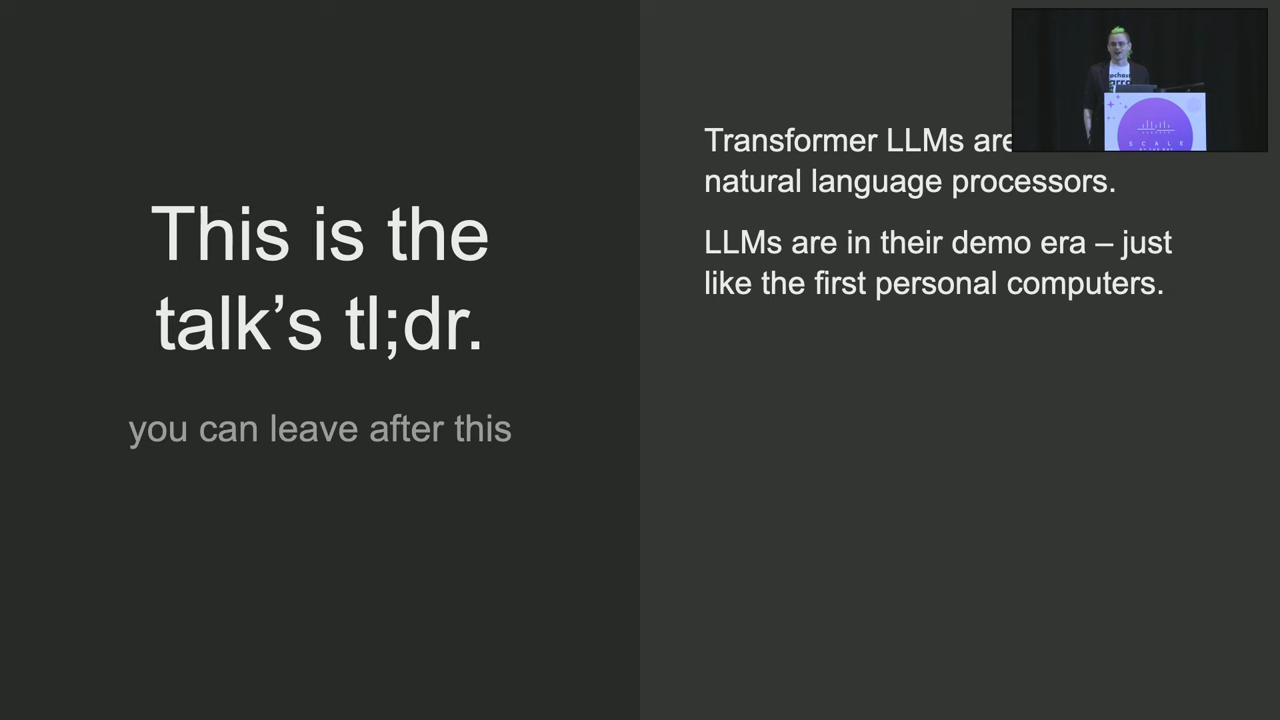 This is the
talk’s tl;dr.
you can leave after this
Transformer LLMs are
natural language processors.
LLMs are in their demo era – just
like the first personal computers.
SCALE